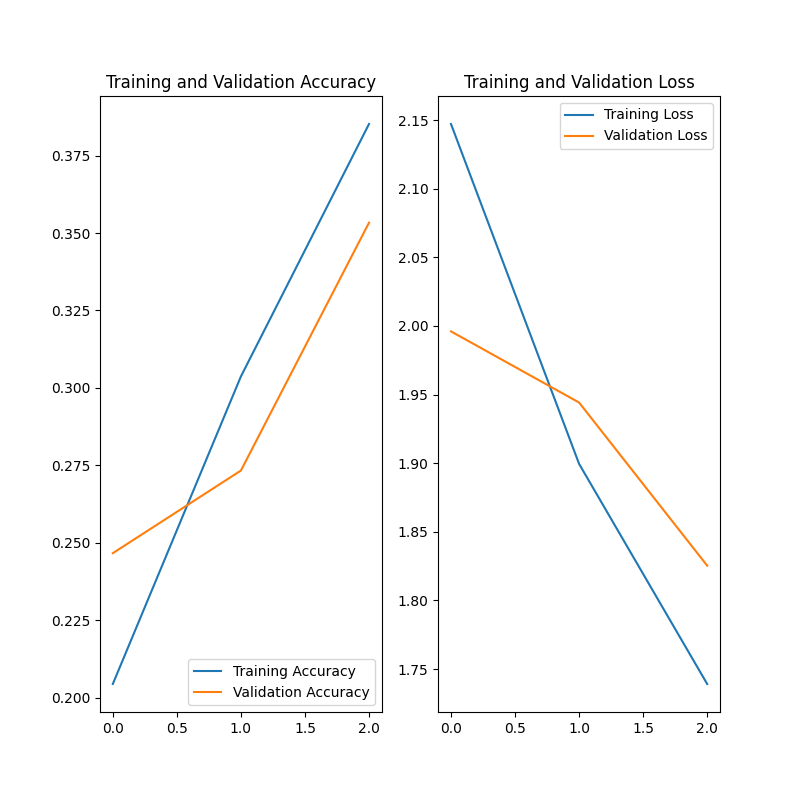 Training and Validation Accuracy
0.375
0.350
0.325
0.300
0.275
0.250
0.225
0.200
0.0 0.5 1.0 1.5 2.0
Training Accuracy
Validation Accuracy
Training and Validation Loss
2.15
2.10
2.05
2.00
1.95
1.90
1.85
1.80
1.75
0.0 0.5 1.0 1.5 2.0
Training Loss
Validation Loss